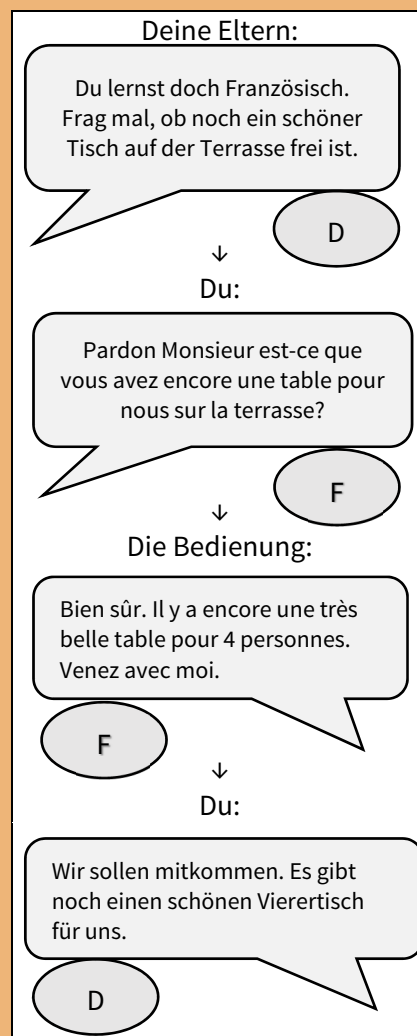 Deine Eltern:
Du lernst doch Französisch.
Frag mal, ob noch ein schöner
Tisch auf der Terrasse frei ist.
D
↓
Du:
Pardon Monsieur est-ce que
vous avez encore une table pour
nous sur la terrasse?
F
↓
Die Bedienung:
Bien sûr. Il y a encore une très
belle table pour 4 personnes.
Venez avec moi.
F
↓
Du:
Wir sollen mitkommen. Es gibt
noch einen schönen Vierertisch
für uns.
D